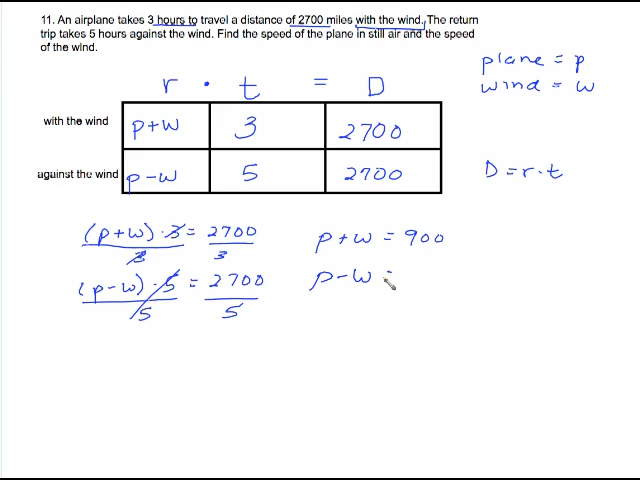 11. An airplane takes 3 hours to travel a distance of 2700 miles with the wind. The return
trip takes 5 hours against the wind. Find the speed of the plane in still air and the speed
of the wind.
plane = p
wind = w
r · t = D
with the wind p+w 3 2700
against the wind p-w 5 2700
D = r·t
(p+w)·3 = 2700
3 3
p+w = 900
(p-w)·5 = 2700
5 5
p-w =